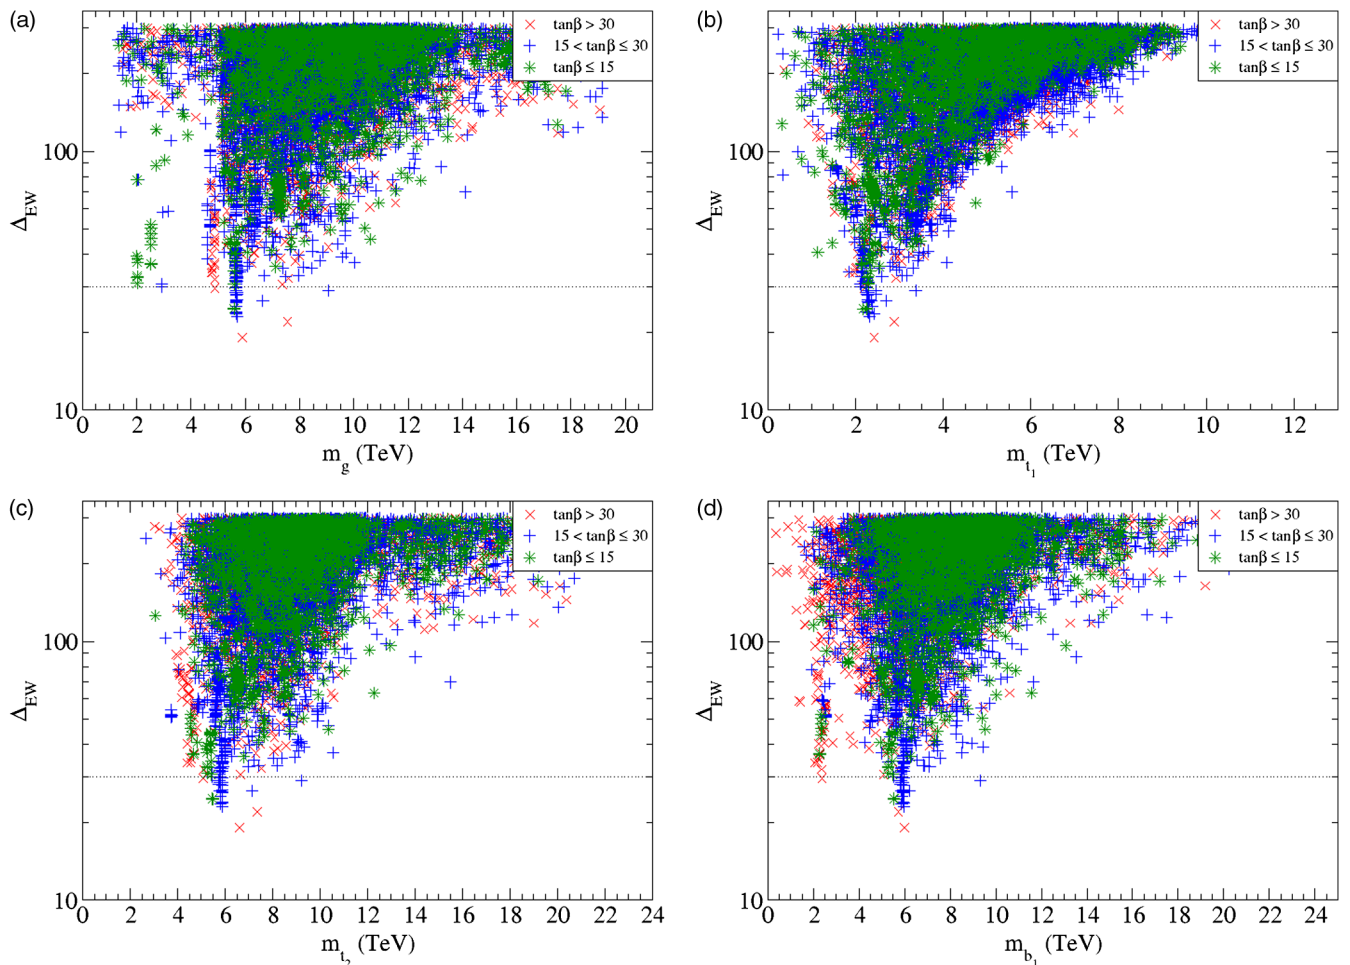 (a)
tanβ > 30
15 < tanβ ≤ 30
tanβ ≤ 15
100
10
Δ_EW
0 2 4 6 8 10 12 14 16 18 20
m_g (TeV)
(b)
tanβ > 30
15 < tanβ ≤ 30
tanβ ≤ 15
100
10
Δ_EW
0 2 4 6 8 10 12
m_t_1 (TeV)
(c)
tanβ > 30
15 < tanβ ≤ 30
tanβ ≤ 15
100
10
Δ_EW
0 2 4 6 8 10 12 14 16 18 20 22 24
m_t_2 (TeV)
(d)
tanβ > 30
15 < tanβ ≤ 30
tanβ ≤ 15
100
10
Δ_EW
0 2 4 6 8 10 12 14 16 18 20 22 24
m_b_1 (TeV)